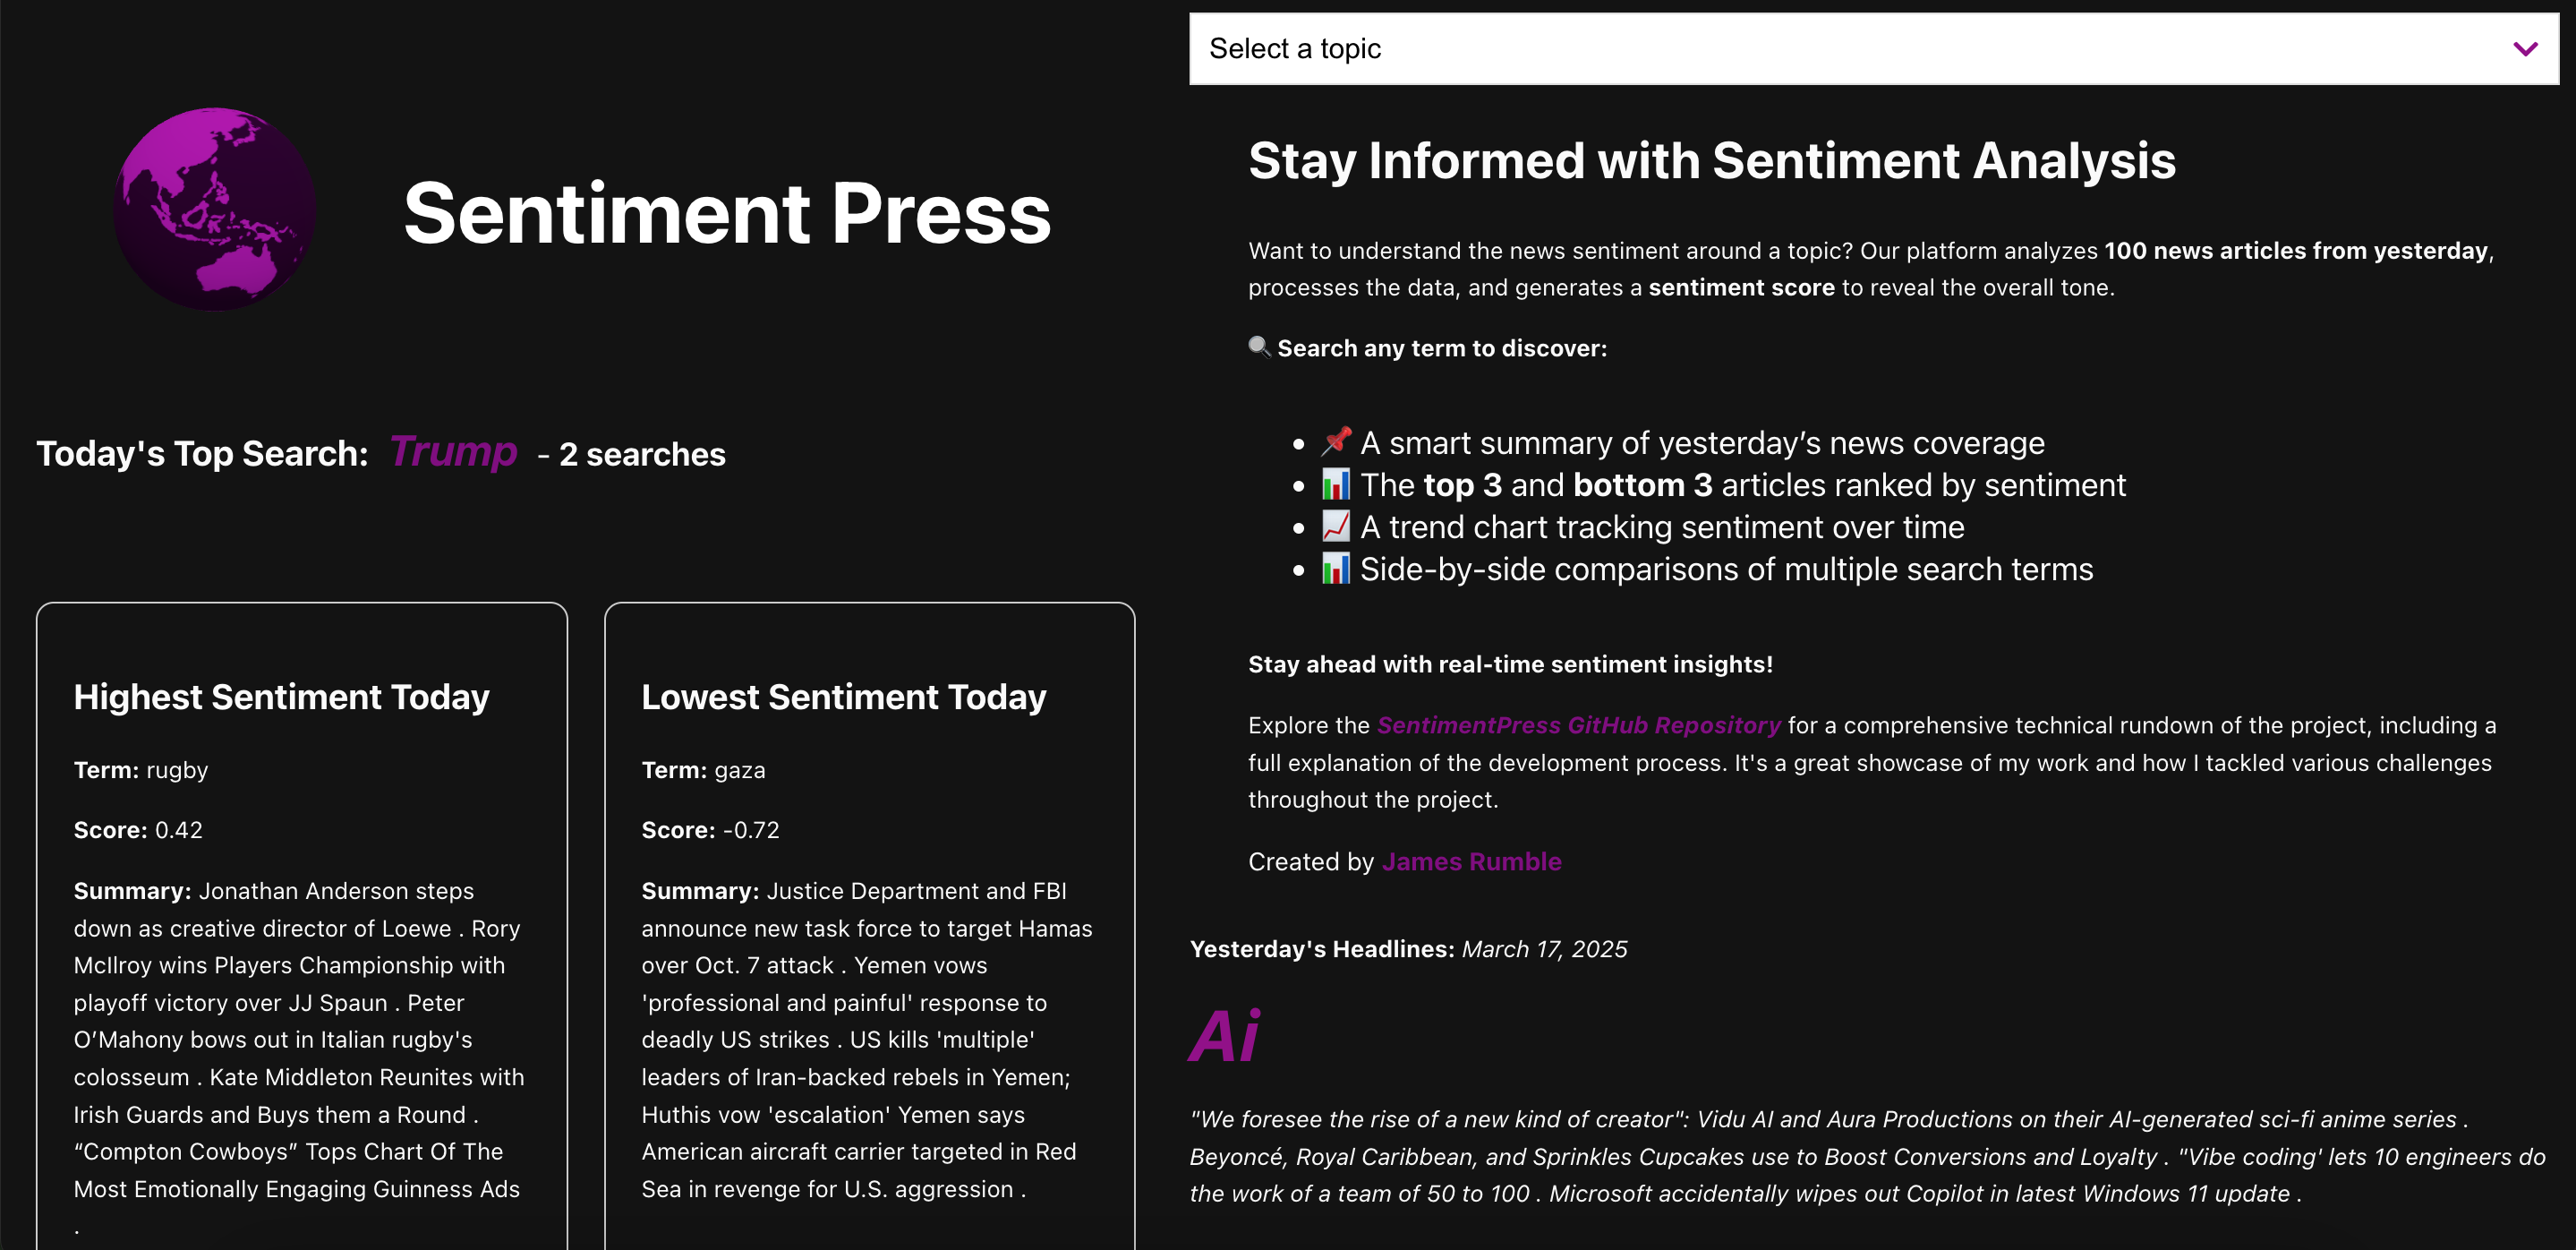 Sentiment Press
Today's Top Search: Trump - 2 searches
Highest Sentiment Today
Term: rugby
Score: 0.42
Summary: Jonathan Anderson steps
down as creative director of Loewe . Rory
McIlroy wins Players Championship with
playoff victory over JJ Spaun . Peter
O’Mahony bows out in Italian rugby's
colosseum . Kate Middleton Reunites with
Irish Guards and Buys them a Round .
“Compton Cowboys” Tops Chart Of The
Most Emotionally Engaging Guinness Ads
.
Lowest Sentiment Today
Term: gaza
Score: -0.72
Summary: Justice Department and FBI
announce new task force to target Hamas
over Oct. 7 attack . Yemen vows
'professional and painful' response to
deadly US strikes . US kills 'multiple'
leaders of Iran-backed rebels in Yemen;
Huthis vow 'escalation' Yemen says
American aircraft carrier targeted in Red
Sea in revenge for U.S. aggression .
Select a topic
Stay Informed with Sentiment Analysis
Want to understand the news sentiment around a topic? Our platform analyzes 100 news articles from yesterday,
processes the data, and generates a sentiment score to reveal the overall tone.
🔍 Search any term to discover:
• 📌 A smart summary of yesterday’s news coverage
• 📊 The top 3 and bottom 3 articles ranked by sentiment
• 📈 A trend chart tracking sentiment over time
• 📊 Side-by-side comparisons of multiple search terms
Stay ahead with real-time sentiment insights!
Explore the SentimentPress GitHub Repository for a comprehensive technical rundown of the project, including a
full explanation of the development process. It's a great showcase of my work and how I tackled various challenges
throughout the project.
Created by James Rumble
Yesterday's Headlines: March 17, 2025
Ai
"We foresee the rise of a new kind of creator": Vidu AI and Aura Productions on their AI-generated sci-fi anime series .
Beyoncé, Royal Caribbean, and Sprinkles Cupcakes use to Boost Conversions and Loyalty . "Vibe coding' lets 10 engineers do
the work of a team of 50 to 100 . Microsoft accidentally wipes out Copilot in latest Windows 11 update .